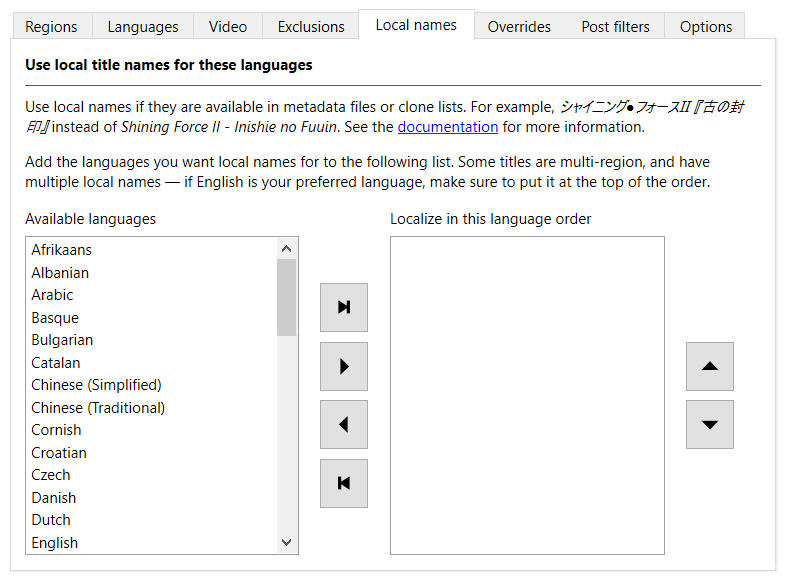 Regions Languages Video Exclusions Local names Overrides Post filters Options
Use local title names for these languages
Use local names if they are available in metadata files or clone lists. For example, シャイニング●フォースII『古の封
印』instead of Shining Force II - Inishie no Fuuin. See the documentation for more information.
Add the languages you want local names for to the following list. Some titles are multi-region, and have
multiple local names — if English is your preferred language, make sure to put it at the top of the order.
Available languages
Localize in this language order
Afrikaans
Albanian
Arabic
Basque
Bulgarian
Catalan
Chinese (Simplified)
Chinese (Traditional)
Cornish
Croatian
Czech
Danish
Dutch
English